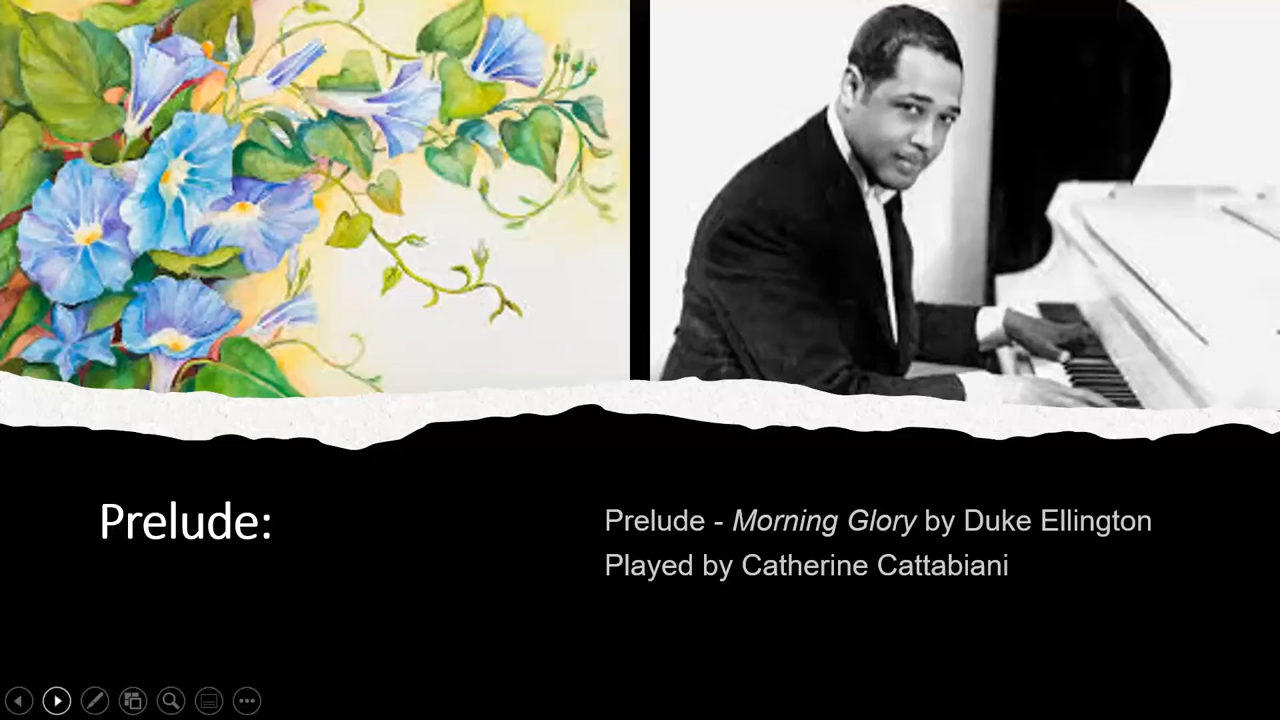 Prelude:
Prelude - Morning Glory by Duke Ellington
Played by Catherine Cattabiani